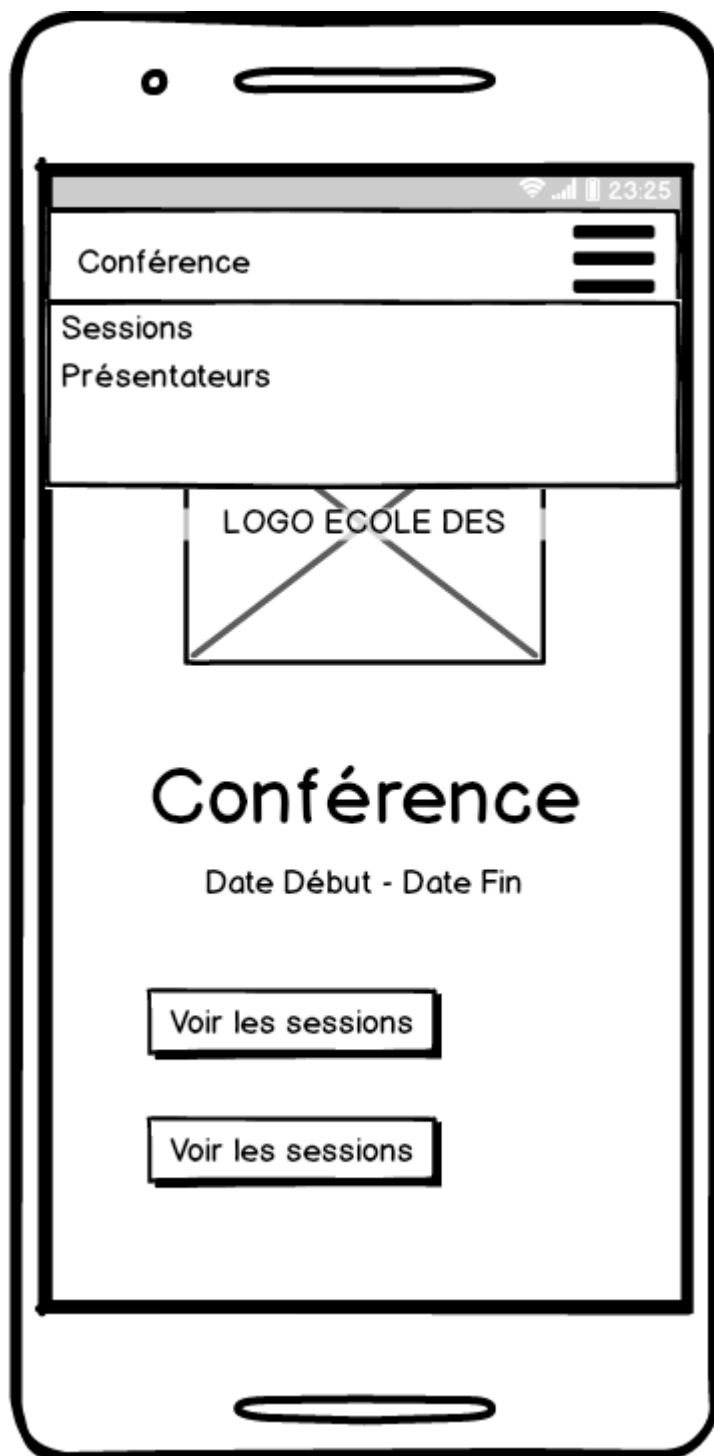 23:25
Conférence
Sessions
Présentateurs
LOGO ECOLE DES
Conférence
Date Début - Date Fin
Voir les sessions
Voir les sessions